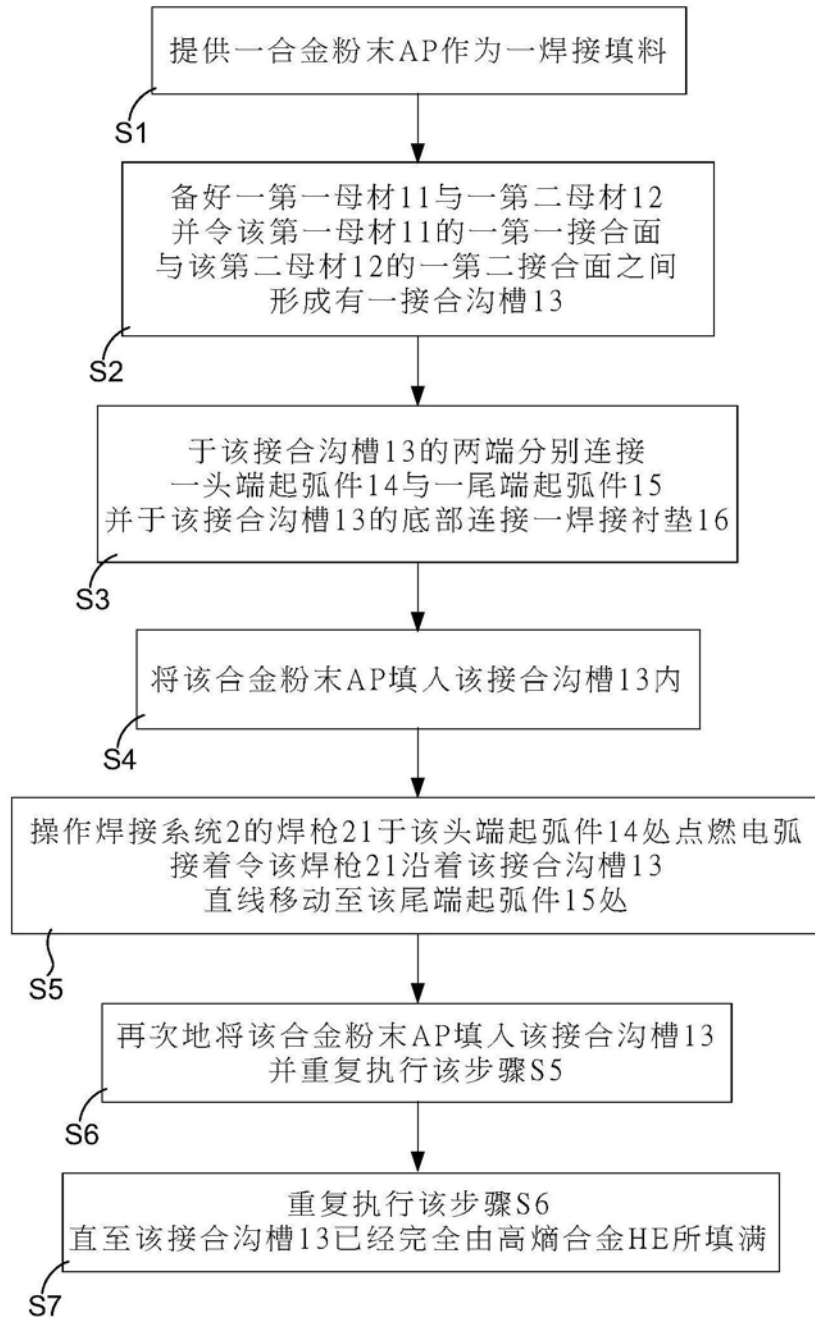 提供一合金粉末AP作为一焊接填料
S1
备好一第一母材11与一第二母材12
并令该第一母材11的一第一接合面
与该第二母材12的一第二接合面之间
形成有一接合沟槽13
S2
于该接合沟槽13的两端分别连接
一头端起弧件14与一尾端起弧件15
并于该接合沟槽13的底部连接一焊接衬垫16
S3
将该合金粉末AP填入该接合沟槽13内
S4
操作焊接系统2的焊枪21于该头端起弧件14处点燃电弧
接着令该焊枪21沿着该接合沟槽13
直线移动至该尾端起弧件15处
S5
再次地将该合金粉末AP填入该接合沟槽13
并重复执行该步骤S5
S6
重复执行该步骤S6
直至该接合沟槽13已经完全由高熵合金HE所填满
S7